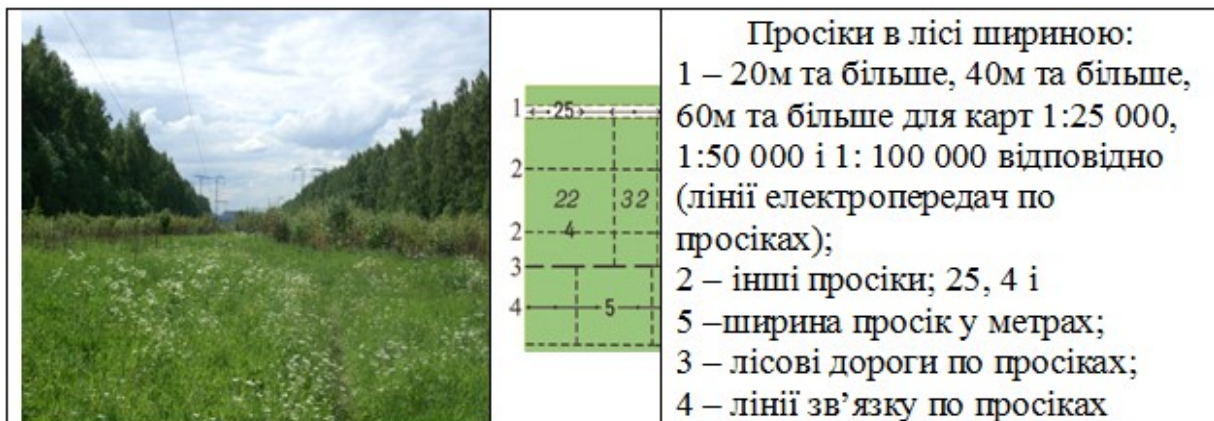 1 25
2
22 32
2 4
3
4 5
Просіки в лісі шириною:
1 – 20м та більше, 40м та більше,
60м та більше для карт 1:25 000,
1:50 000 і 1: 100 000 відповідно
(лінії електропередач по
просіках);
2 – інші просіки; 25, 4 і
5 –ширина просік у метрах;
3 – лісові дороги по просіках;
4 – лінії зв’язку по просіках